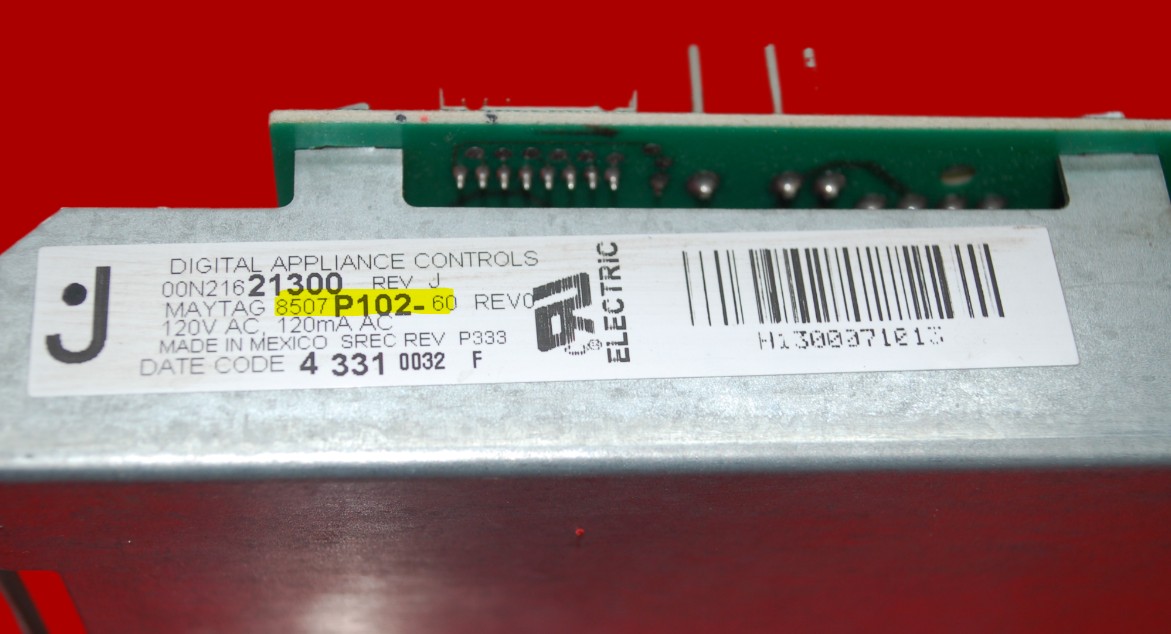 J
DIGITAL APPLIANCE CONTROLS
00N21621300 REV J
MAYTAG 8507P102-60 REV0
120V AC, 120mA AC
MADE IN MEXICO SREC REV P333
DATE CODE 4 331 0032 F
ELECTRIC
H1300071013